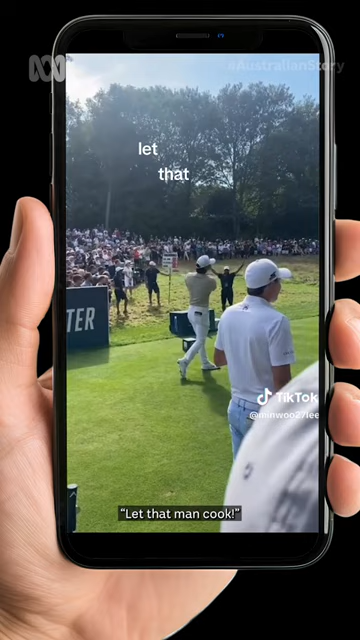 #AustralianStory
let
that
TER
TikTok
@minwoo27lee
"Let that man cook!"